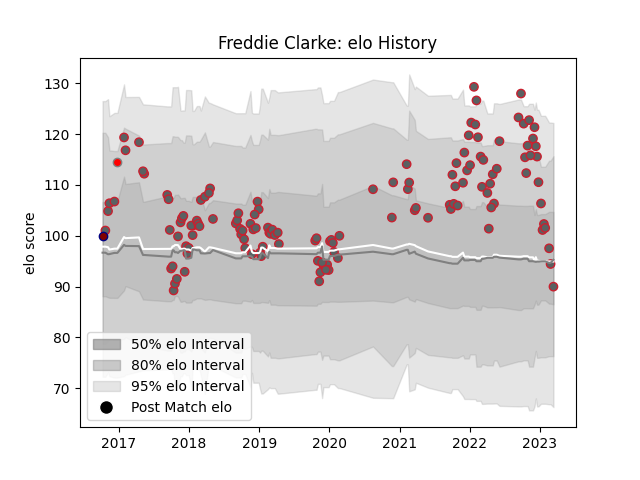 Freddie Clarke: elo History
elo score
130
120
110
100
90
80
70
50% elo Interval
80% elo Interval
95% elo Interval
Post Match elo
2017 2018 2019 2020 2021 2022 2023